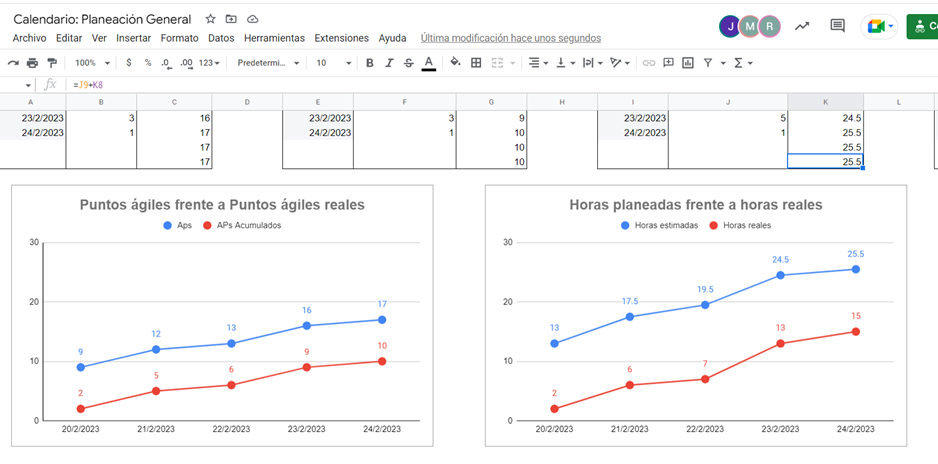 Calendario: Planeación General
J M R
Archivo Editar Ver Insertar Formato Datos Herramientas Extensiones Ayuda Última modificación hace unos segundos
100% $ % .0 .00 123 Predetermi... 10 B I S A
fx =J9+K8
A B C D E F G H I J K L
23/2/2023 3 16 23/2/2023 3 9 23/2/2023 5 24.5
24/2/2023 1 17 24/2/2023 1 10 24/2/2023 1 25.5
17 10 25.5
17 10 25.5
Puntos ágiles frente a Puntos ágiles reales
Aps APs Acumulados
30
20
10
0
9 12 13 16 17
2 5 6 9 10
20/2/2023 21/2/2023 22/2/2023 23/2/2023 24/2/2023
Horas planeadas frente a horas reales
Horas estimadas Horas reales
30
20
10
0
13 17.5 19.5 24.5 25.5
2 6 7 13 15
20/2/2023 21/2/2023 22/2/2023 23/2/2023 24/2/2023